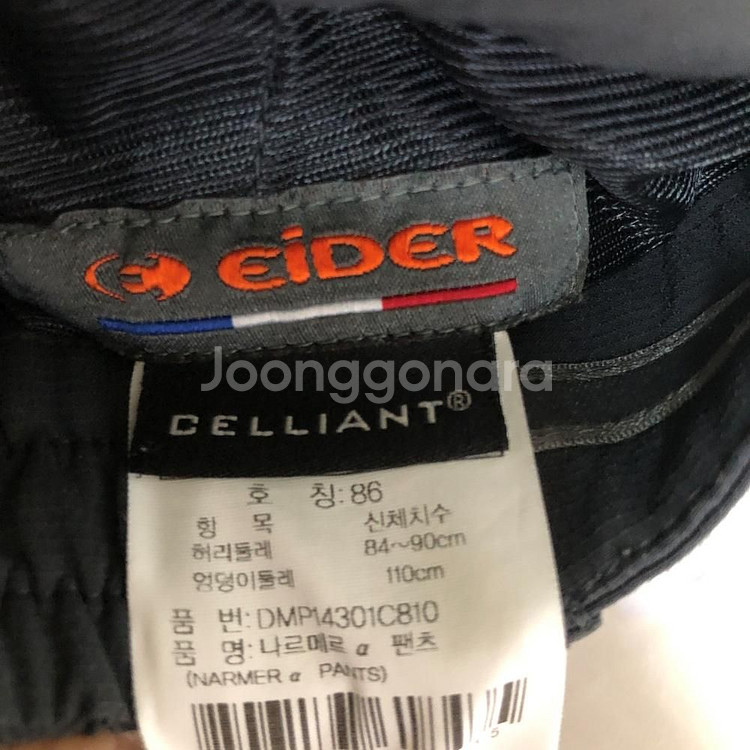 EiDER
Joonggonara
CELLIANT®
호 칭: 86
항 목 신체치수
허리둘레 84~90cm
엉덩이둘레 110cm
품 번: DMP14301C810
품 명: 나르메르 α 팬츠
(NARMER α PANTS)
5